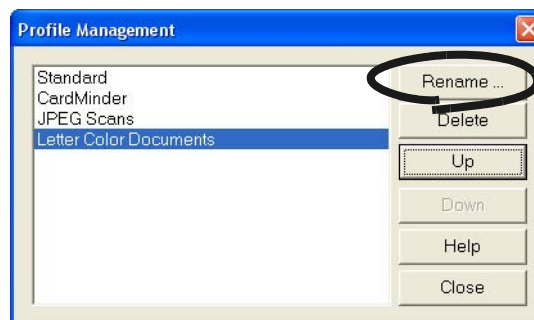 Profile Management
Standard
CardMinder
JPEG Scans
Letter Color Documents
Rename ...
Delete
Up
Down
Help
Close